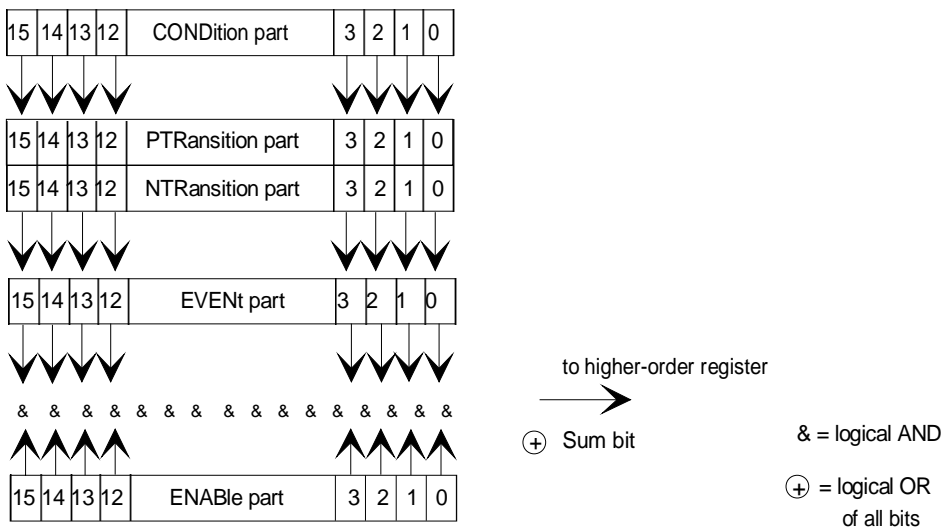 15 14 13 12 CONDition part 3 2 1 0
15 14 13 12 PTRansition part 3 2 1 0
15 14 13 12 NTRansition part 3 2 1 0
15 14 13 12 EVENt part 3 2 1 0
to higher-order register
& & & & & & & & & & & & & & & &
+ Sum bit
& = logical AND
15 14 13 12 ENABle part 3 2 1 0
+ = logical OR
of all bits